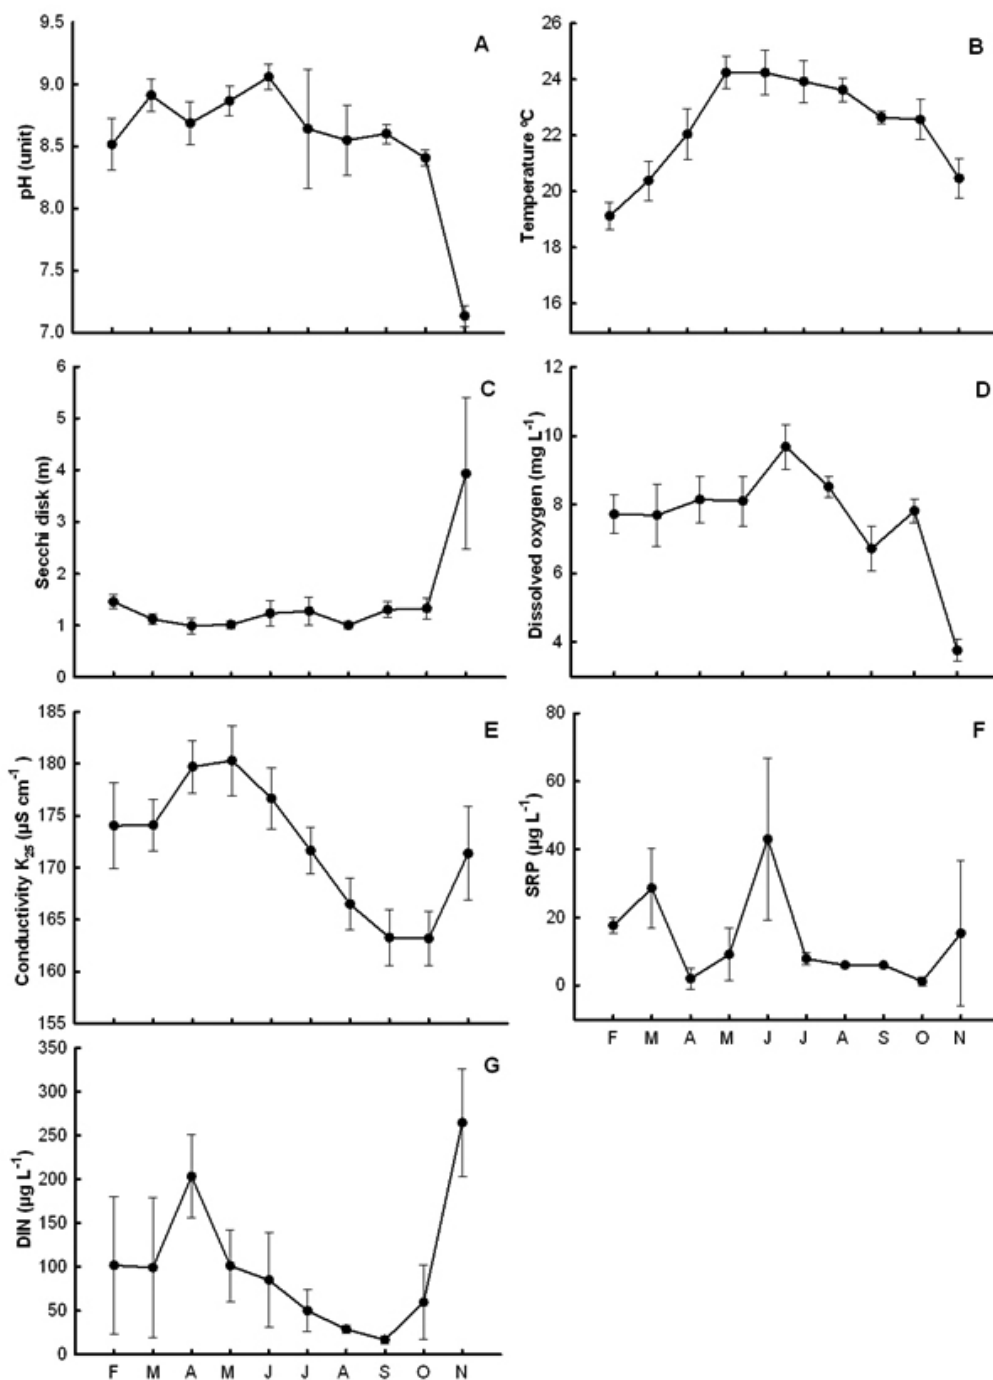 A
pH (unit)
9.5
9.0
8.5
8.0
7.5
7.0
B
Temperature ºC
26
24
22
20
18
16
C
Secchi disk (m)
6
5
4
3
2
1
0
D
Dissolved oxygen (mg L⁻¹)
12
10
8
6
4
E
Conductivity K₂₅ (µS cm⁻¹)
185
180
175
170
165
160
155
F
SRP (µg L⁻¹)
80
60
40
20
0
F M A M J J A S O N
G
DIN (µg L⁻¹)
350
300
250
200
150
100
50
0
F M A M J J A S O N